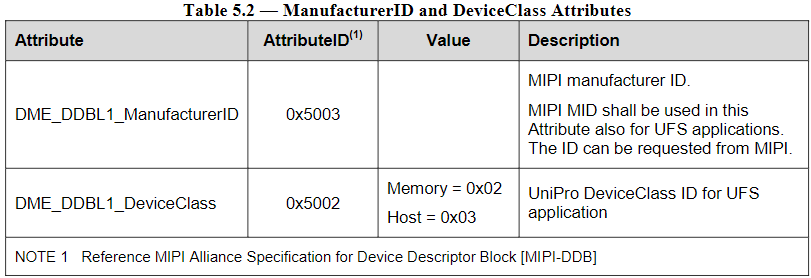 Table 5.2 — ManufacturerID and DeviceClass Attributes
Attribute AttributeID(1) Value Description
DME_DDBL1_ManufacturerID 0x5003
MIPI manufacturer ID.
MIPI MID shall be used in this
Attribute also for UFS applications.
The ID can be requested from MIPI.
DME_DDBL1_DeviceClass 0x5002
Memory = 0x02
Host = 0x03
UniPro DeviceClass ID for UFS
application
NOTE 1 Reference MIPI Alliance Specification for Device Descriptor Block [MIPI-DDB]